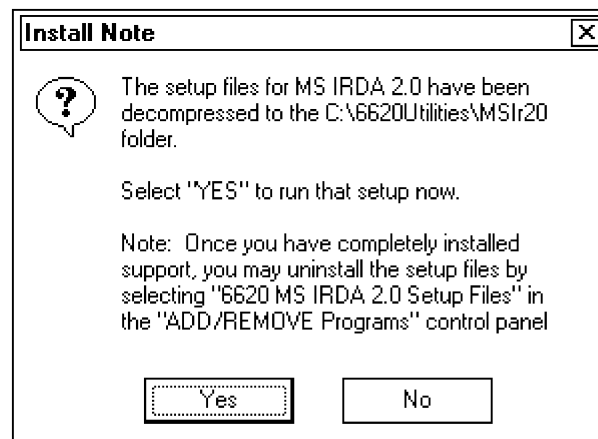 Install Note
The setup files for MS IRDA 2.0 have been
decompressed to the C:\6620Utilities\MSIr20
folder.
Select "YES" to run that setup now.
Note: Once you have completely installed
support, you may uninstall the setup files by
selecting "6620 MS IRDA 2.0 Setup Files" in
the "ADD/REMOVE Programs" control panel
Yes
No